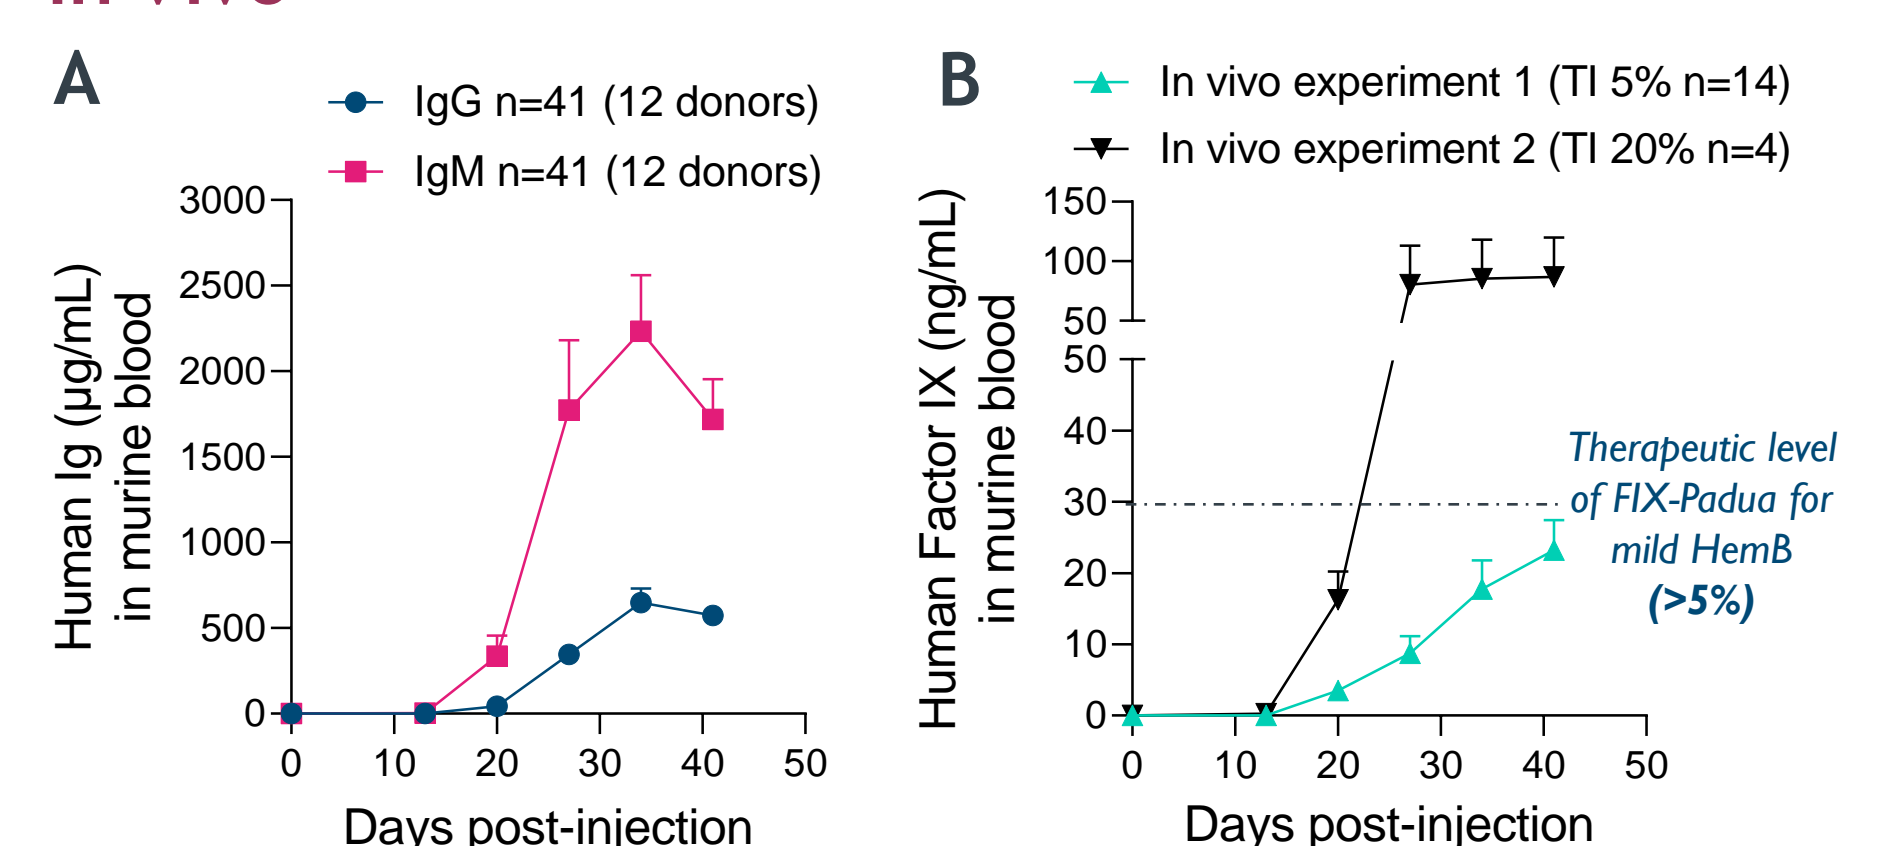 in vivo
A
IgG n=41 (12 donors)
IgM n=41 (12 donors)
Human Ig (µg/mL)
in murine blood
3000
2500
2000
1500
1000
500
0
0 10 20 30 40 50
Days post-injection
B
In vivo experiment 1 (TI 5% n=14)
In vivo experiment 2 (TI 20% n=4)
Human Factor IX (ng/mL)
in murine blood
150
100
50
50
40
30
20
10
0
0 10 20 30 40 50
Days post-injection
Therapeutic level
of FIX-Padua for
mild HemB
(>5%)